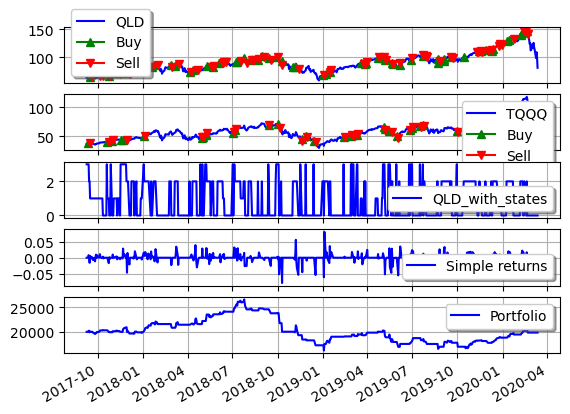 QLD
Buy
Sell
150
100
TQQQ
Buy
Sell
100
50
QLD_with_states
2
0
Simple returns
0.05
0.00
−0.05
Portfolio
25000
20000
2017-10 2018-01 2018-04 2018-07 2018-10 2019-01 2019-04 2019-07 2019-10 2020-01 2020-04